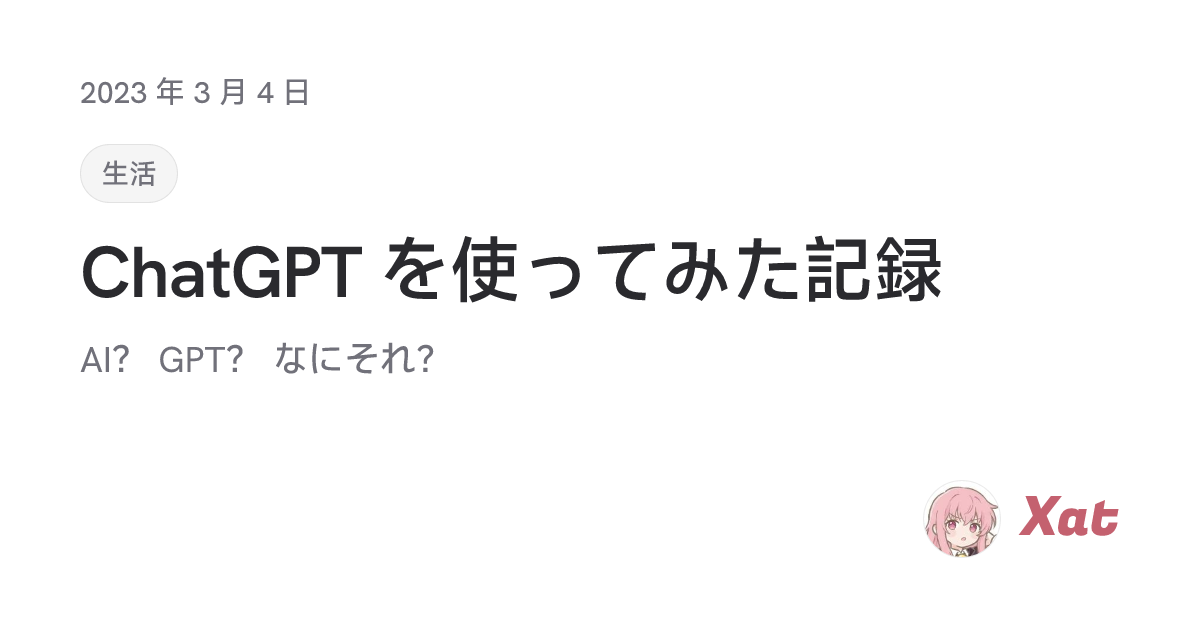 2023 年 3 月 4 日
生活
ChatGPT を使ってみた記録
AI? GPT? なにそれ?
Xat